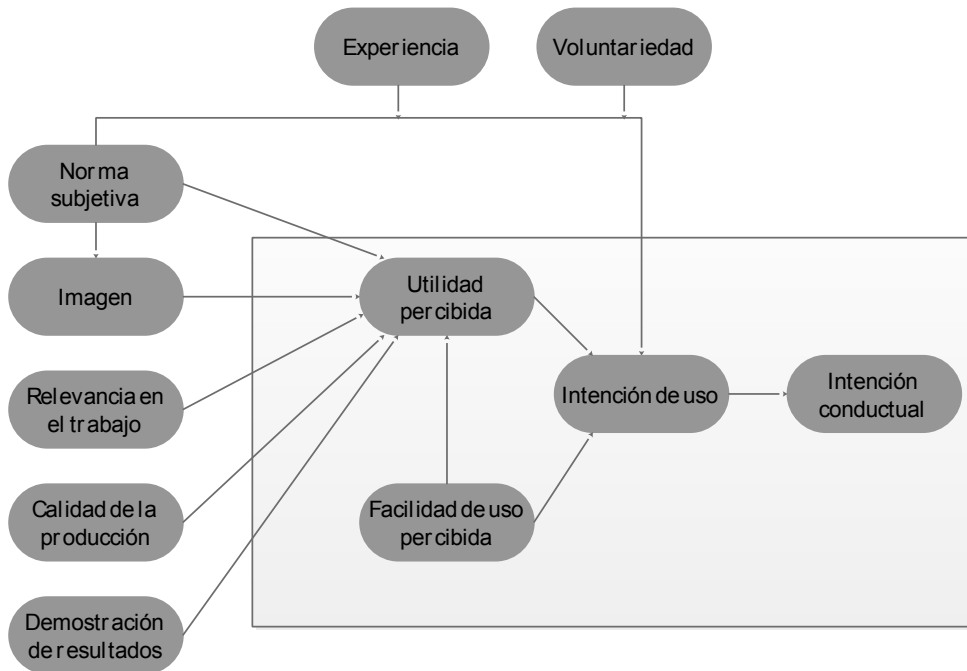 Experiencia
Voluntariedad
Norma
subjetiva
Imagen
Utilidad
percibida
Relevancia en
el trabajo
Intención de uso
Intención
conductual
Calidad de la
producción
Facilidad de uso
percibida
Demostración
de resultados